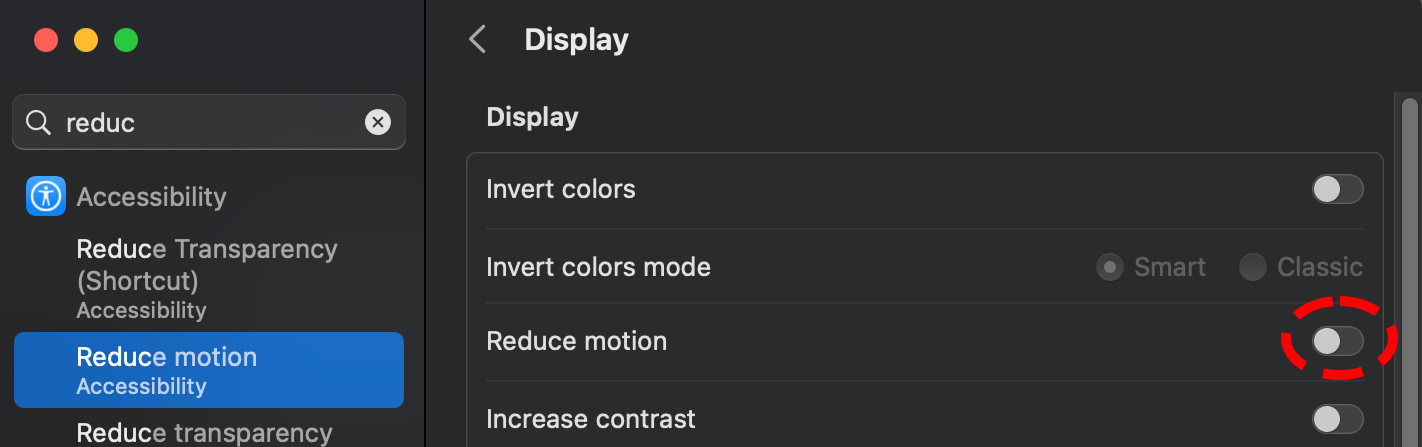 reduc
Accessibility
Reduce Transparency
(Shortcut)
Accessibility
Reduce motion
Accessibility
Reduce transparency
Display
Display
Invert colors
Invert colors mode
Smart
Classic
Reduce motion
Increase contrast